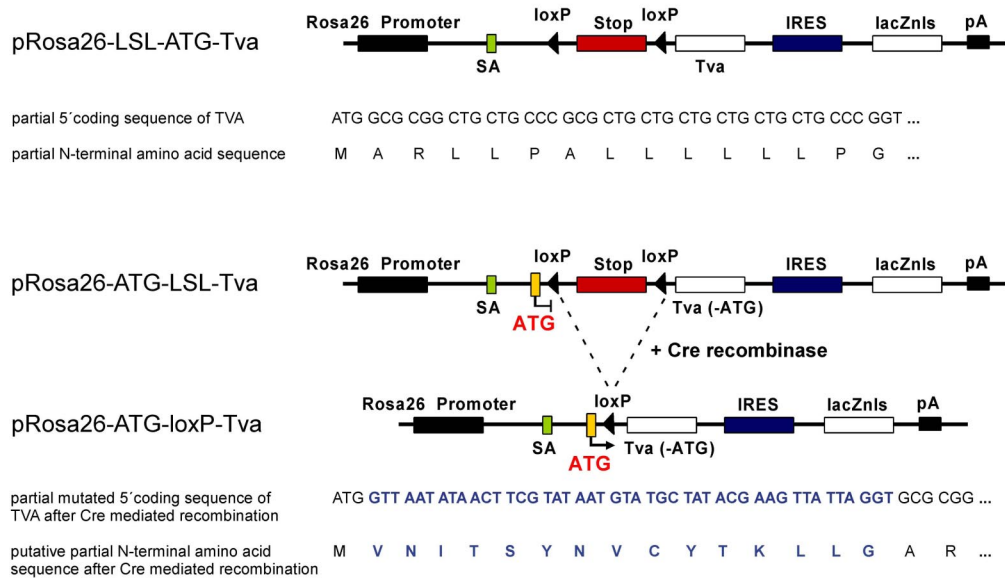 Rosa26 Promoter loxP Stop loxP IRES lacZnls pA
pRosa26-LSL-ATG-Tva
SA Tva
partial 5´coding sequence of TVA ATG GCG CGG CTG CTG CCC GCG CTG CTG CTG CTG CTG CTG CCC GGT ...
partial N-terminal amino acid sequence M A R L L P A L L L L L L P G ...
Rosa26 Promoter loxP Stop loxP IRES lacZnls pA
pRosa26-ATG-LSL-Tva
SA Tva (-ATG)
ATG
+ Cre recombinase
Rosa26 Promoter loxP IRES lacZnls pA
pRosa26-ATG-loxP-Tva
SA Tva (-ATG)
ATG
partial mutated 5´coding sequence of
TVA after Cre mediated recombination
ATG GTT AAT ATA ACT TCG TAT AAT GTA TGC TAT ACG AAG TTA TTA GGT GCG CGG ...
putative partial N-terminal amino acid
sequence after Cre mediated recombination
M V N I T S Y N V C Y T K L L G A R ...